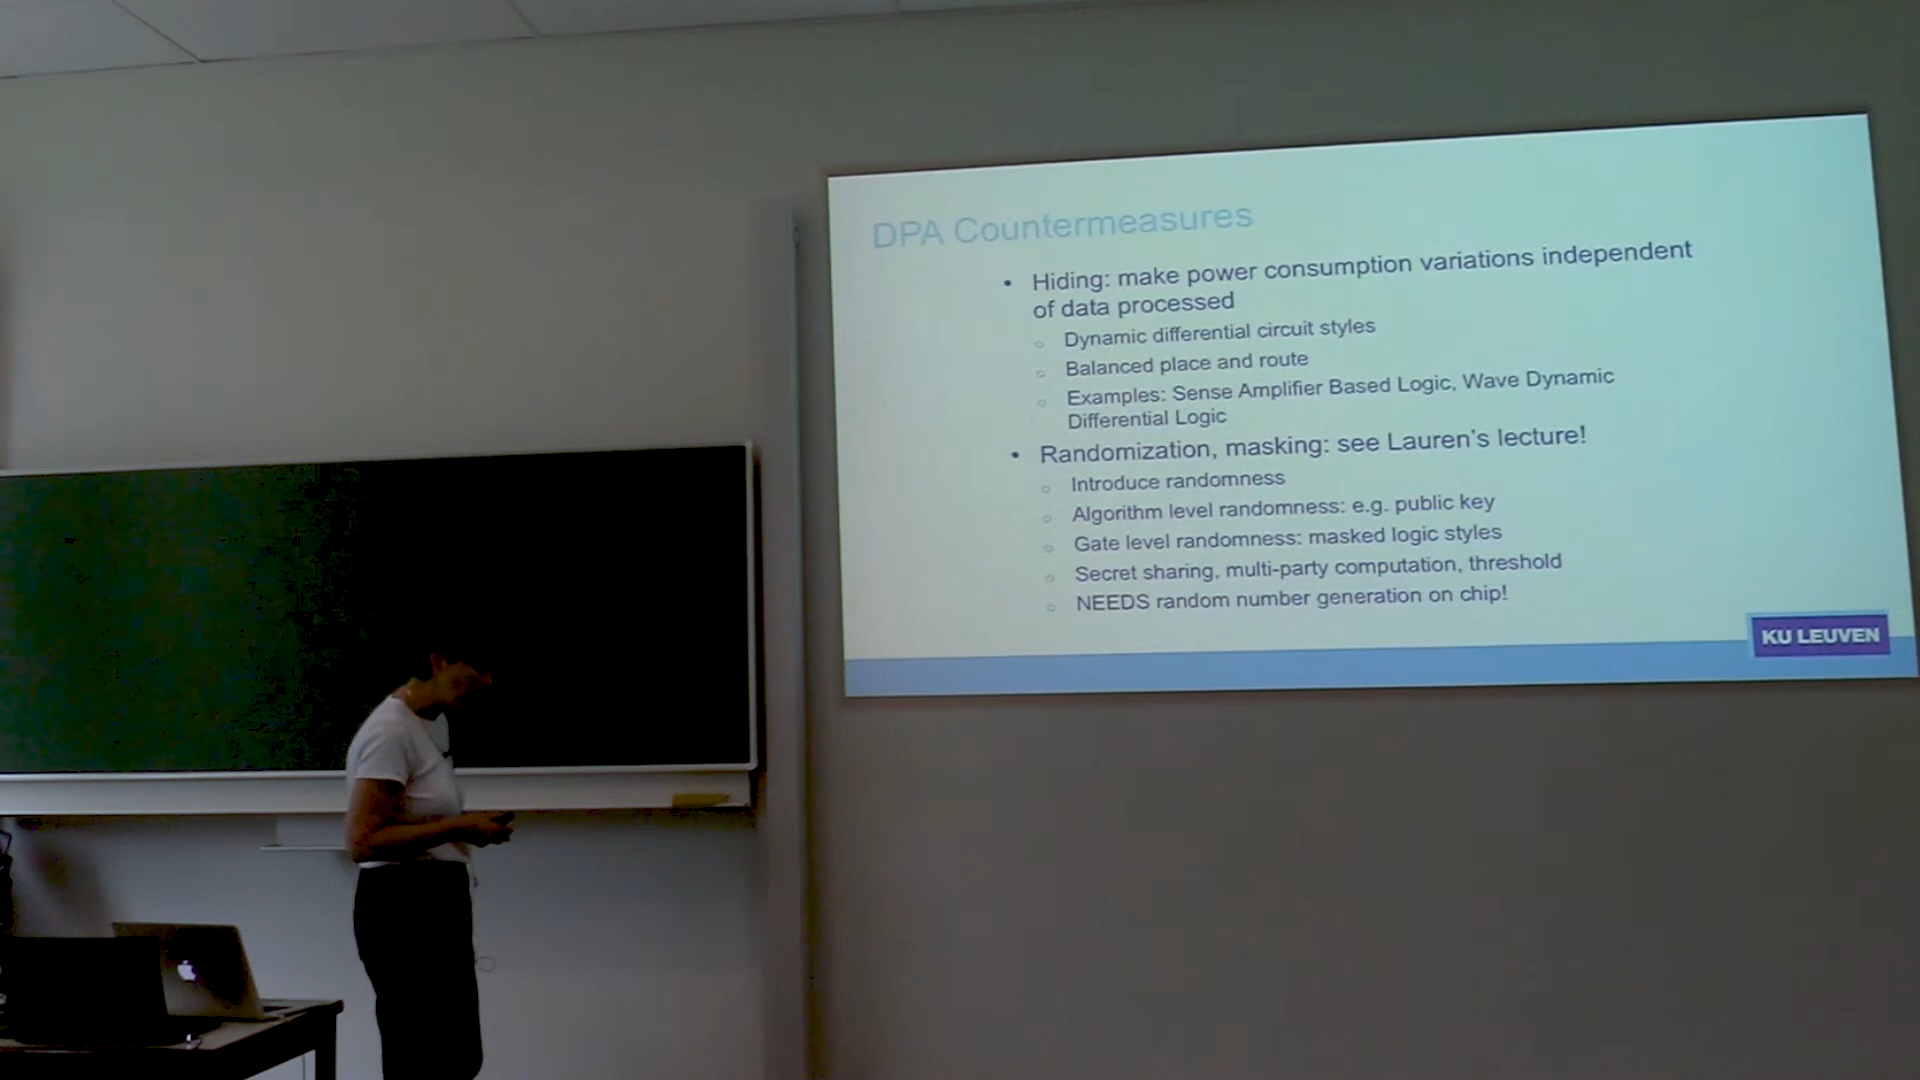 DPA Countermeasures
• Hiding: make power consumption variations independent
of data processed
○ Dynamic differential circuit styles
○ Balanced place and route
○ Examples: Sense Amplifier Based Logic, Wave Dynamic
Differential Logic
• Randomization, masking: see Lauren's lecture!
○ Introduce randomness
○ Algorithm level randomness: e.g. public key
○ Gate level randomness: masked logic styles
○ Secret sharing, multi-party computation, threshold
○ NEEDS random number generation on chip!
KU LEUVEN